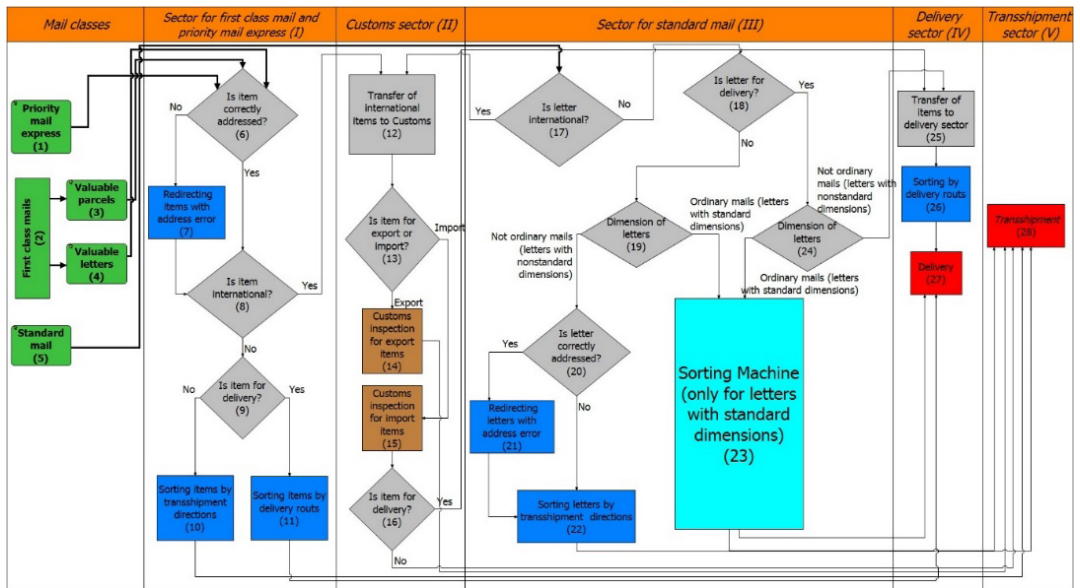 Mail classes
Sector for first class mail and
priority mail express (I)
Customs sector (II)
Sector for standard mail (III)
Delivery
sector (IV)
Transshipment
sector (V)
Priority
mail
express
(1)
First class mails
(2)
Valuable
parcels
(3)
Valuable
letters
(4)
Standard
mail
(5)
Is item
correctly
addressed?
(6)
No
Yes
Redirecting
items with
address error
(7)
Is item
international?
(8)
Yes
No
Is item for
delivery?
(9)
No
Yes
Sorting items by
transshipment
directions
(10)
Sorting items by
delivery routs
(11)
Transfer of
international
items to Customs
(12)
Is item for
export or
import?
(13)
Import
Export
Customs
inspection for
export items
(14)
Customs
inspection for
import items
(15)
Is item for
delivery?
(16)
Yes
No
Yes
Is letter
international?
(17)
No
Is letter for
delivery?
(18)
Yes
No
Dimension of
letters
(19)
Ordinary mails (letters
with standard
dimensions)
Not ordinary mails
(letters with
nonstandard
dimensions)
Not ordinary
mails (letters with
nonstandard
dimensions)
Dimension of
letters
(24)
Ordinary mails (letters
with standard dimensions)
Is letter
correctly
addressed?
(20)
Yes
No
Redirecting
letters with
address error
(21)
Sorting letters by
transshipment directions
(22)
Sorting Machine
(only for letters
with standard
dimensions)
(23)
Transfer of
items to
delivery sector
(25)
Sorting by
delivery routs
(26)
Delivery
(27)
Transshipment
(28)